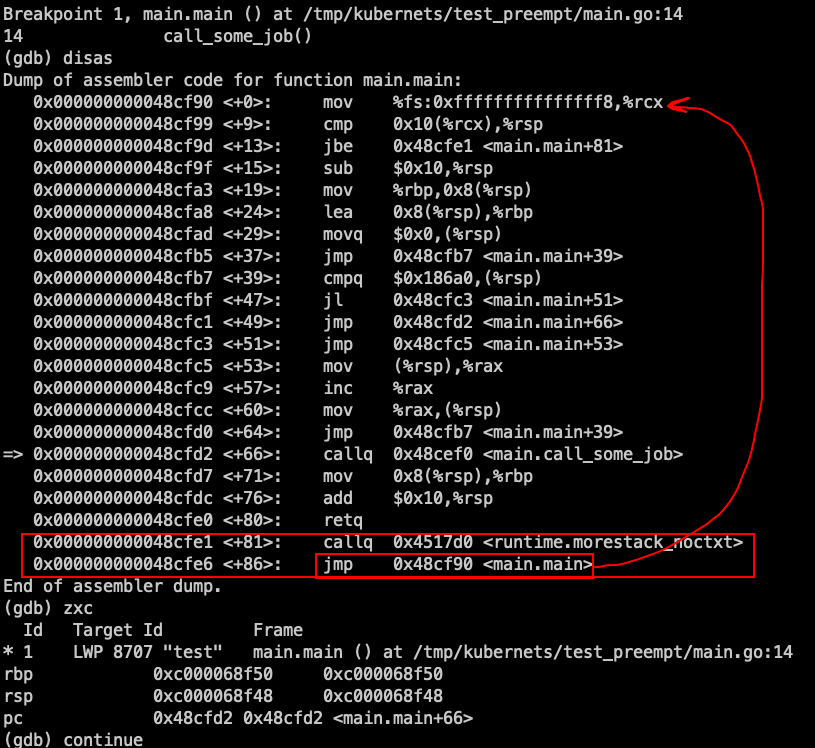 Breakpoint 1, main.main () at /tmp/kubernets/test_preempt/main.go:14
14              call_some_job()
(gdb) disas
Dump of assembler code for function main.main:
   0x000000000048cf90 <+0>:     mov    %fs:0xfffffffffffffff8,%rcx
   0x000000000048cf99 <+9>:     cmp    0x10(%rcx),%rsp
   0x000000000048cf9d <+13>:    jbe    0x48cfe1 <main.main+81>
   0x000000000048cf9f <+15>:    sub    $0x10,%rsp
   0x000000000048cfa3 <+19>:    mov    %rbp,0x8(%rsp)
   0x000000000048cfa8 <+24>:    lea    0x8(%rsp),%rbp
   0x000000000048cfad <+29>:    movq   $0x0,(%rsp)
   0x000000000048cfb5 <+37>:    jmp    0x48cfb7 <main.main+39>
   0x000000000048cfb7 <+39>:    cmpq   $0x186a0,(%rsp)
   0x000000000048cfbf <+47>:    jl     0x48cfc3 <main.main+51>
   0x000000000048cfc1 <+49>:    jmp    0x48cfd2 <main.main+66>
   0x000000000048cfc3 <+51>:    jmp    0x48cfc5 <main.main+53>
   0x000000000048cfc5 <+53>:    mov    (%rsp),%rax
   0x000000000048cfc9 <+57>:    inc    %rax
   0x000000000048cfcc <+60>:    mov    %rax,(%rsp)
   0x000000000048cfd0 <+64>:    jmp    0x48cfb7 <main.main+39>
=> 0x000000000048cfd2 <+66>:    callq  0x48cef0 <main.call_some_job>
   0x000000000048cfd7 <+71>:    mov    0x8(%rsp),%rbp
   0x000000000048cfdc <+76>:    add    $0x10,%rsp
   0x000000000048cfe0 <+80>:    retq
   0x000000000048cfe1 <+81>:    callq  0x4517d0 <runtime.morestack_noctxt>
   0x000000000048cfe6 <+86>:    jmp    0x48cf90 <main.main>
End of assembler dump.
(gdb) zxc
  Id   Target Id         Frame
* 1    LWP 8707 "test"   main.main () at /tmp/kubernets/test_preempt/main.go:14
rbp            0xc000068f50     0xc000068f50
rsp            0xc000068f48     0xc000068f48
pc             0x48cfd2 0x48cfd2 <main.main+66>
(gdb) continue